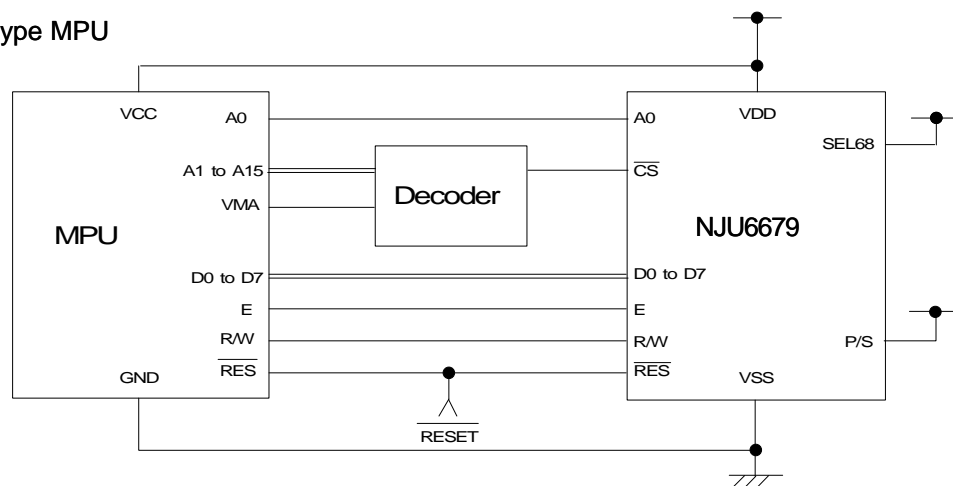 ype MPU
VCC
A0
A1 to A15
VMA
MPU
D0 to D7
E
R/W
RES
GND
Decoder
RESET
A0
VDD
SEL68
CS
NJU6679
D0 to D7
E
R/W
P/S
RES
VSS